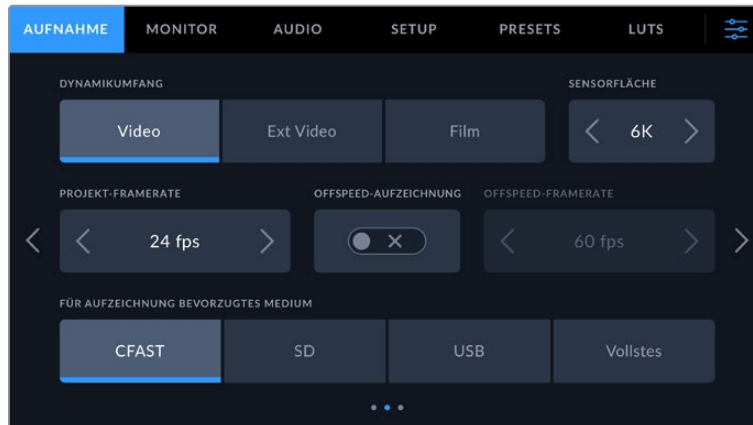 AUFNAHME MONITOR AUDIO SETUP PRESETS LUTS
DYNAMIKUMFANG SENSORFLÄCHE
Video Ext Video Film 6K
PROJEKT-FRAMERATE OFFSPEED-AUFZEICHNUNG OFFSPEED-FRAMERATE
24 fps 60 fps
FÜR AUFZEICHNUNG BEVORZUGTES MEDIUM
CFAST SD USB Vollstes